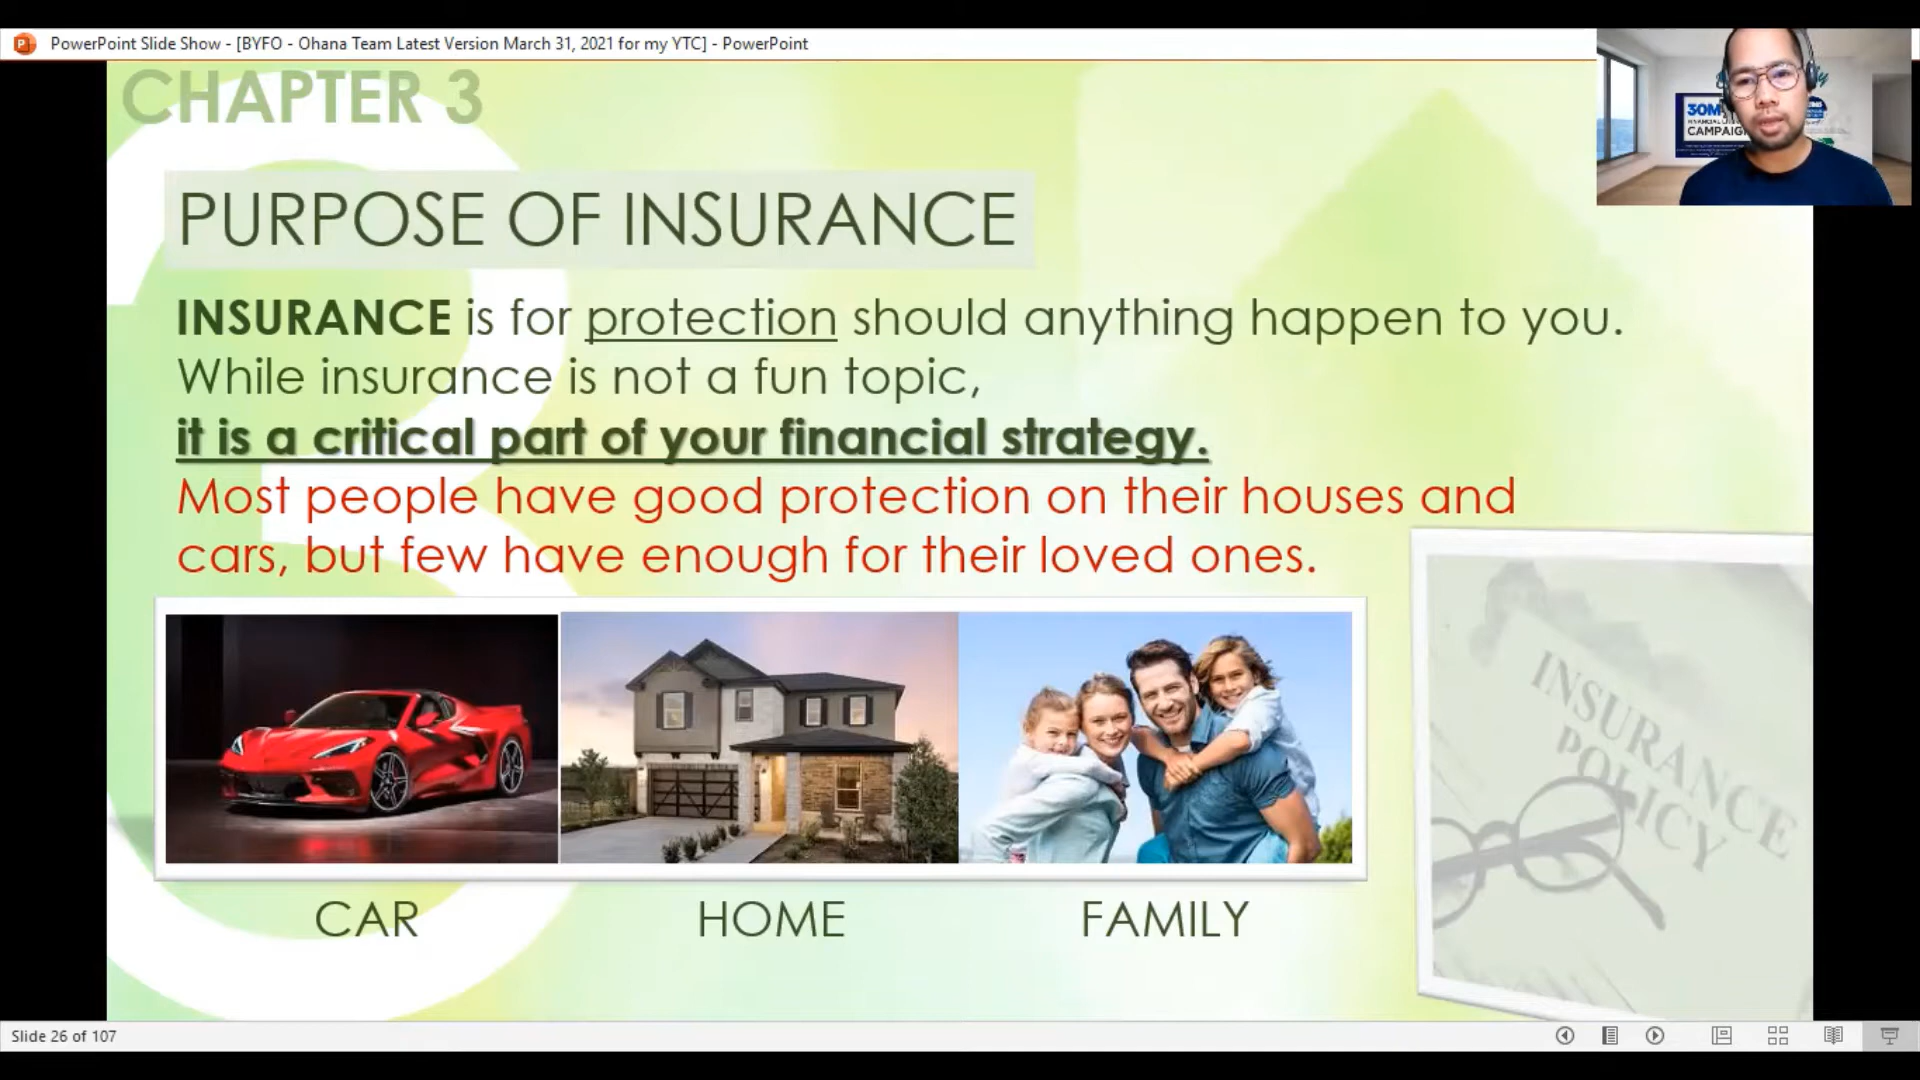 PowerPoint Slide Show - [BYFO - Ohana Team Latest Version March 31, 2021 for my YTC] - PowerPoint
CHAPTER 3
30M
CAMPAIGN
PURPOSE OF INSURANCE
INSURANCE is for protection should anything happen to you.
While insurance is not a fun topic,
it is a critical part of your financial strategy.
Most people have good protection on their houses and
cars, but few have enough for their loved ones.
INSURANCE
POLICY
CAR HOME FAMILY
Slide 26 of 107